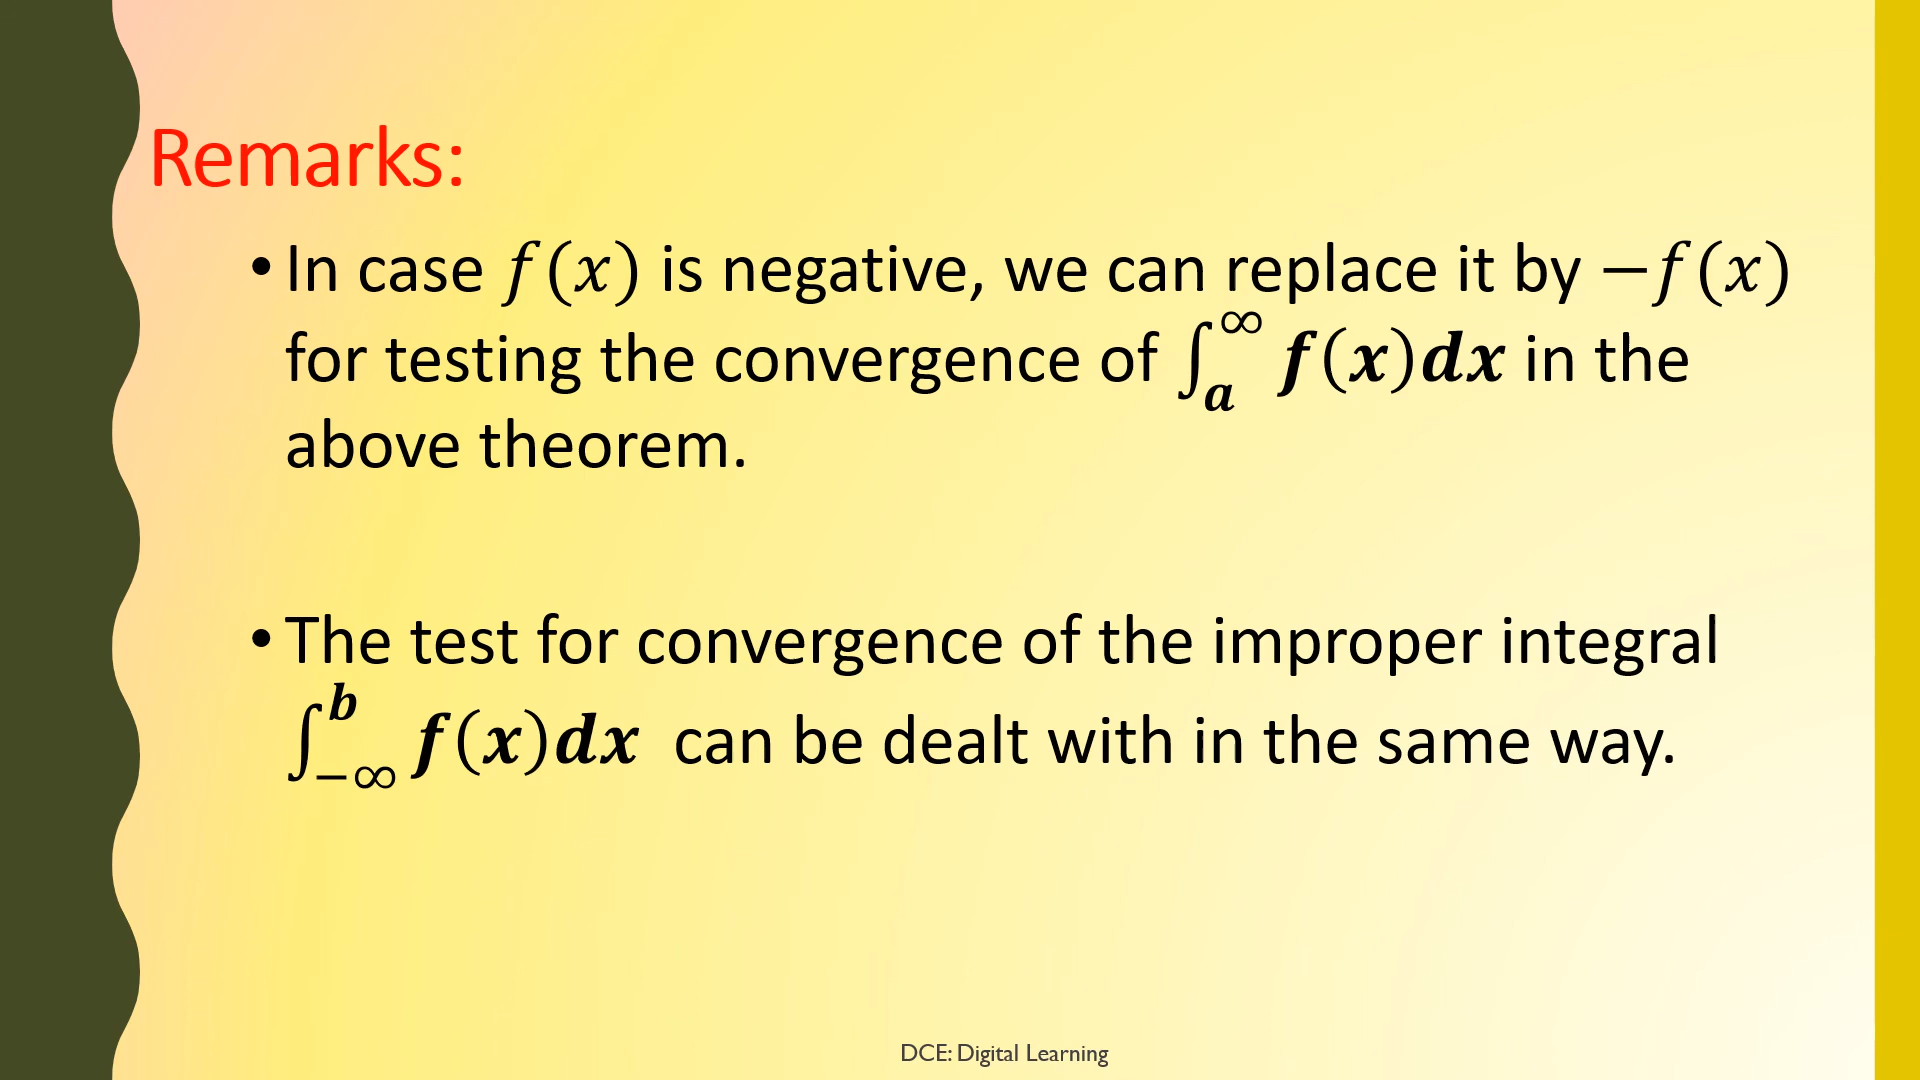 Remarks:
• In case 𝑓(𝑥) is negative, we can replace it by −𝑓(𝑥)
for testing the convergence of ∫_𝒂^∞ 𝒇(𝒙)𝒅𝒙 in the
above theorem.
• The test for convergence of the improper integral
∫_{−∞}^𝒃 𝒇(𝒙)𝒅𝒙 can be dealt with in the same way.
DCE: Digital Learning